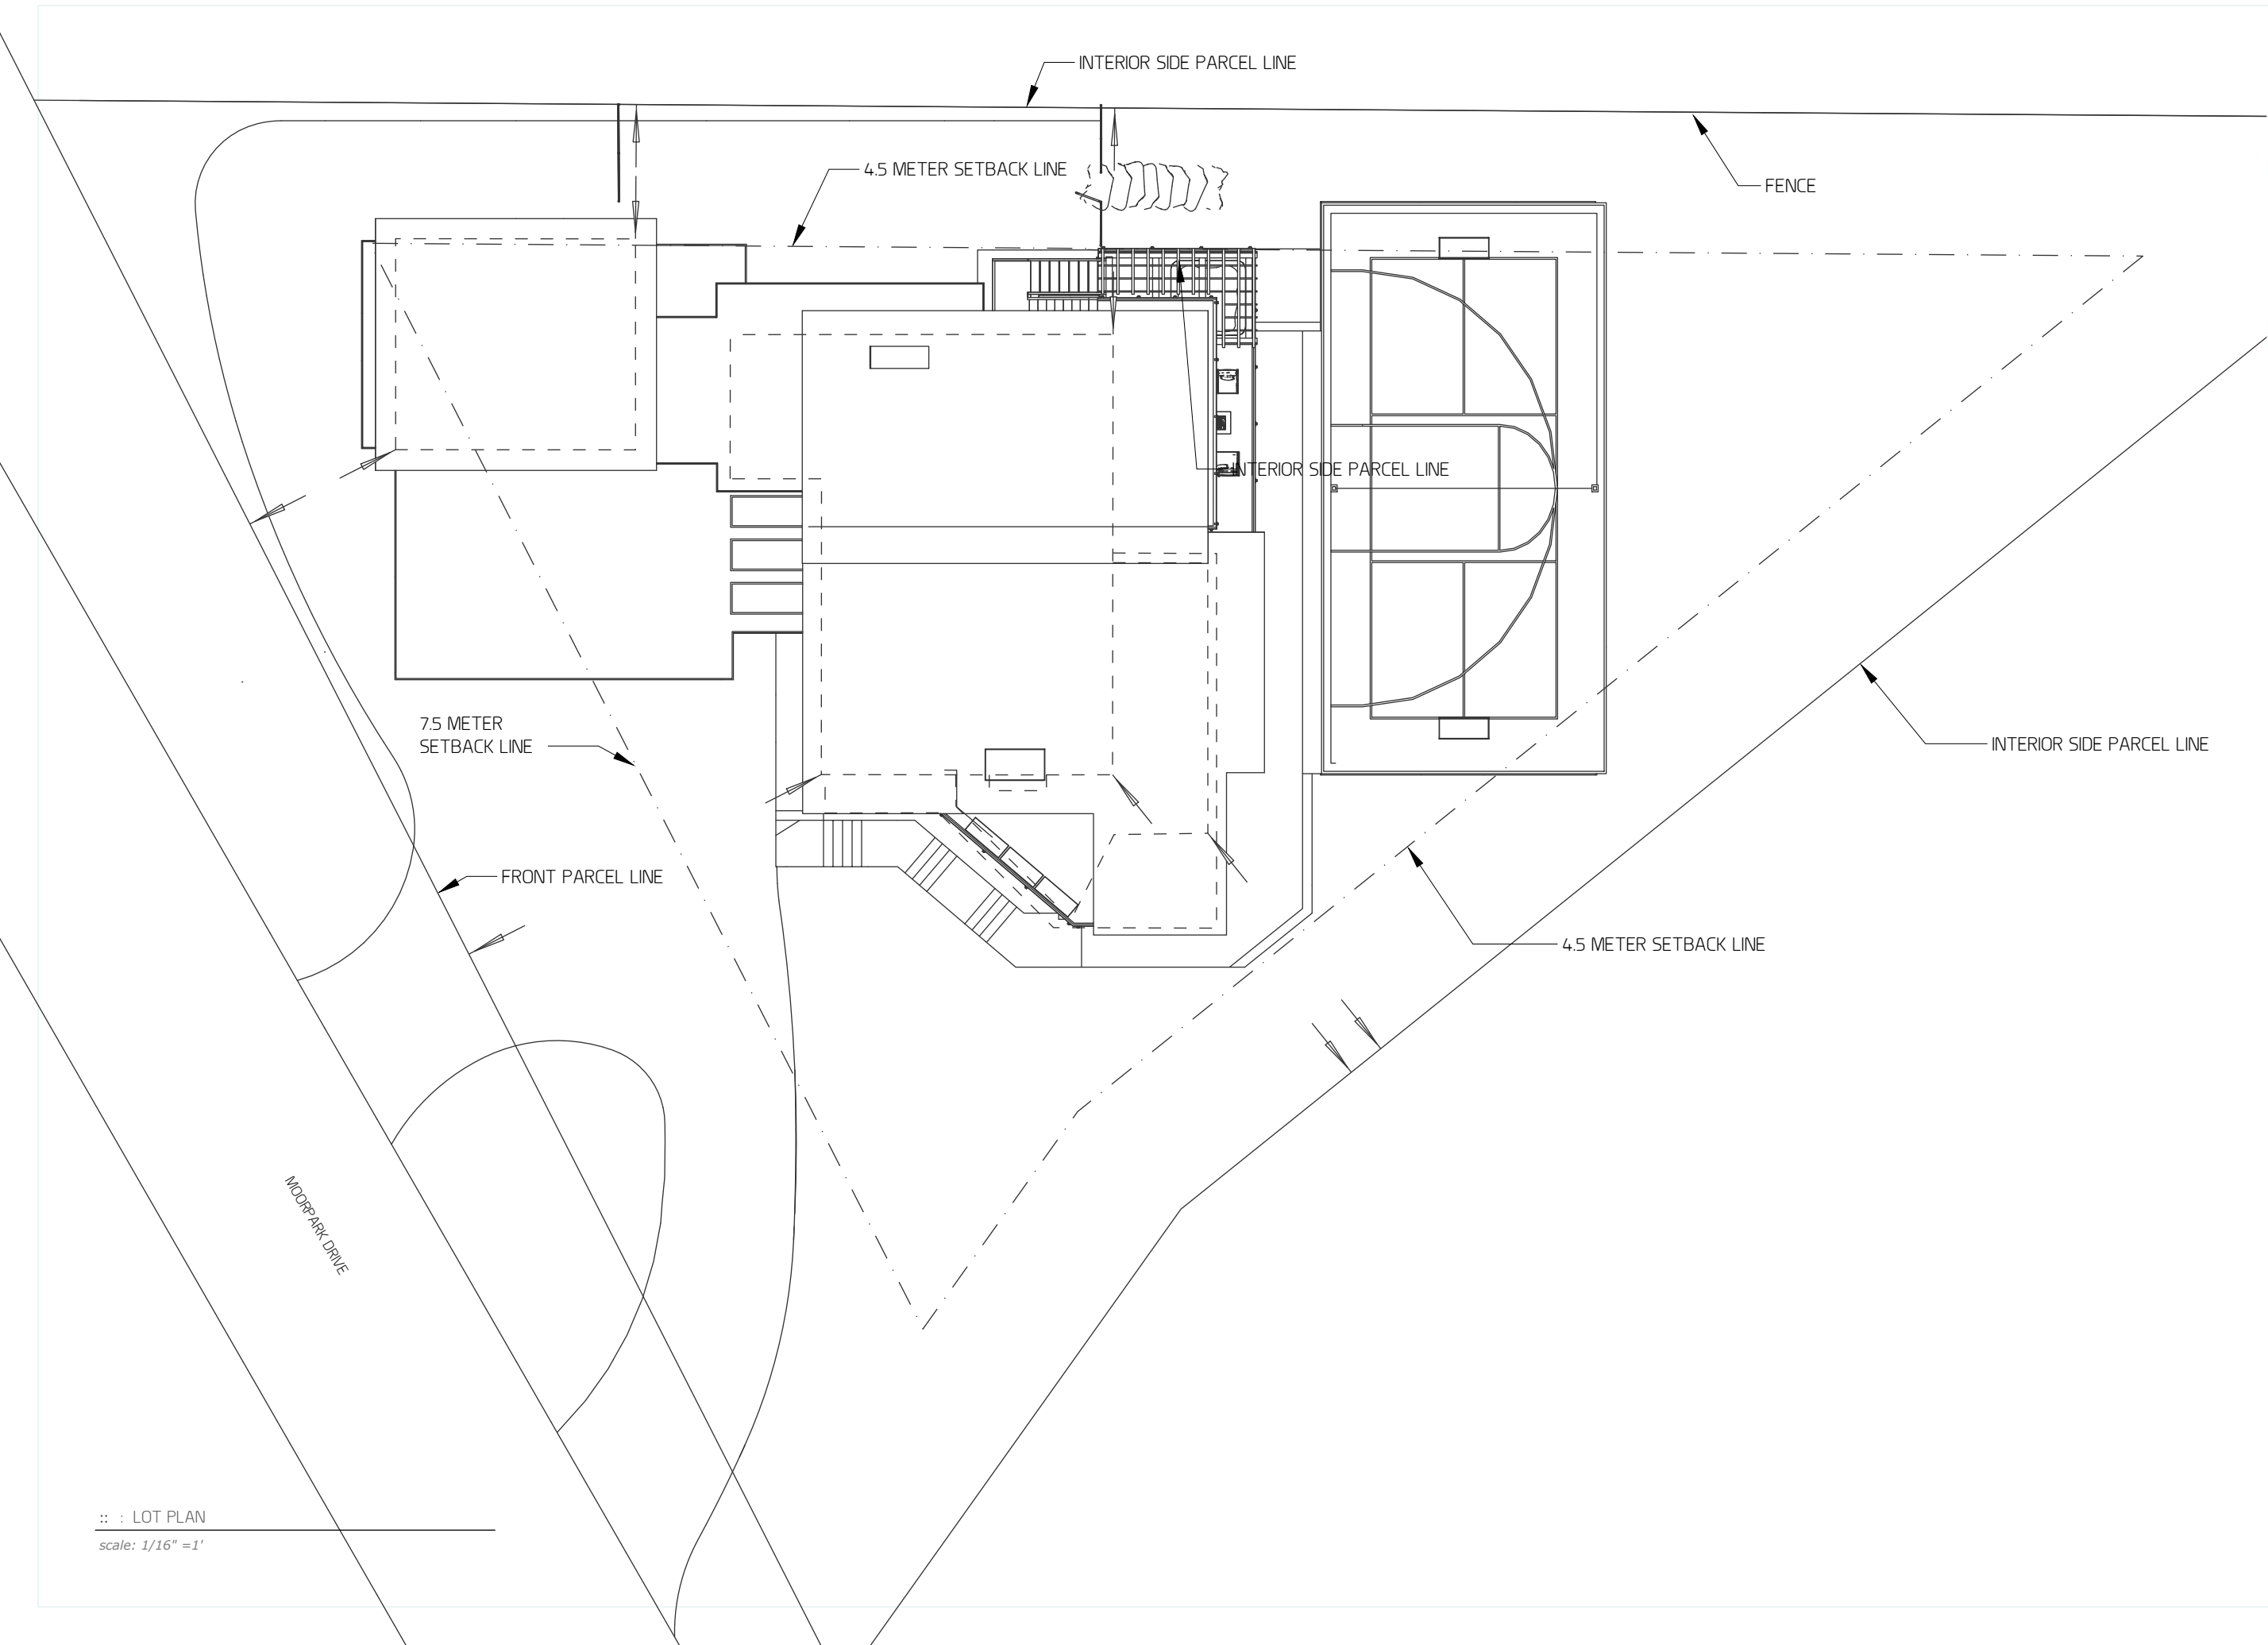 INTERIOR SIDE PARCEL LINE
4.5 METER SETBACK LINE
FENCE
INTERIOR SIDE PARCEL LINE
7.5 METER
SETBACK LINE
INTERIOR SIDE PARCEL LINE
FRONT PARCEL LINE
4.5 METER SETBACK LINE
MOORPARK DRIVE
:: : LOT PLAN
scale: 1/16" =1'